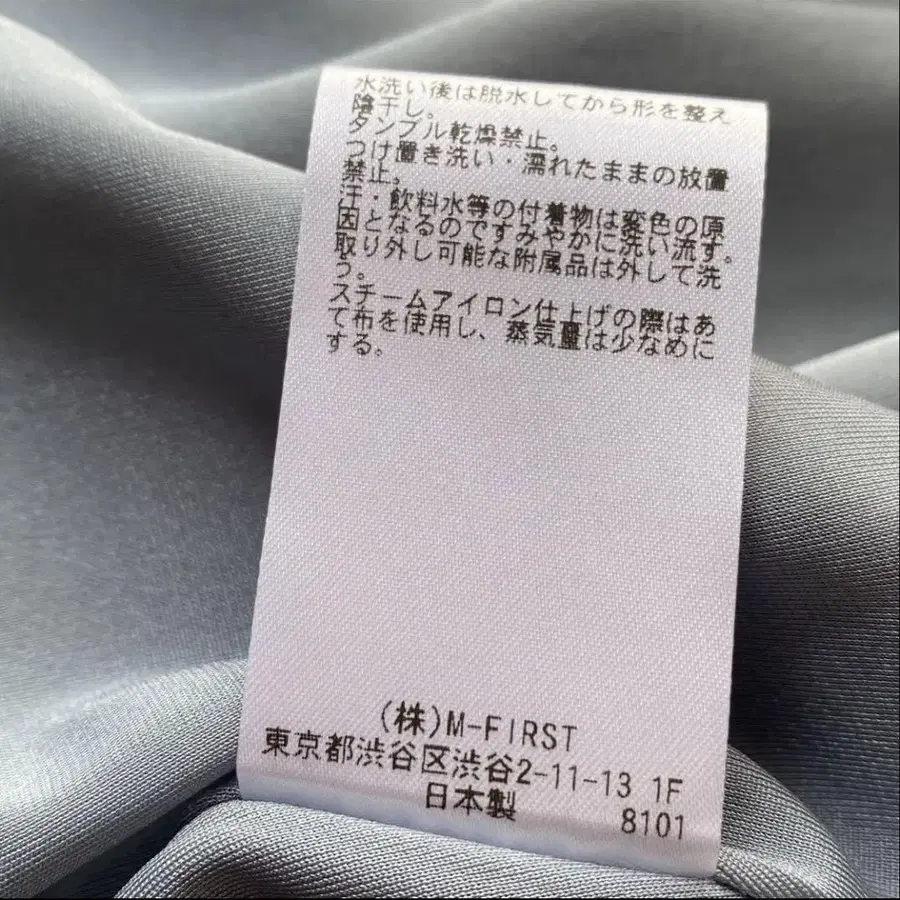 水洗い後は脱水してから形を整え
陰干し。
タンブル乾燥禁止。
つけ置き洗い・濡れたままの放置
禁止。
汗・飲料水等の付着物は変色の原
因となるのですみやかに洗い流す。
取り外し可能な附属品は外して洗
う。
スチームアイロン仕上げの際はあ
て布を使用し、蒸気量は少なめに
する。
(株)M-FIRST
東京都渋谷区渋谷2-11-13 1F
日本製
8101